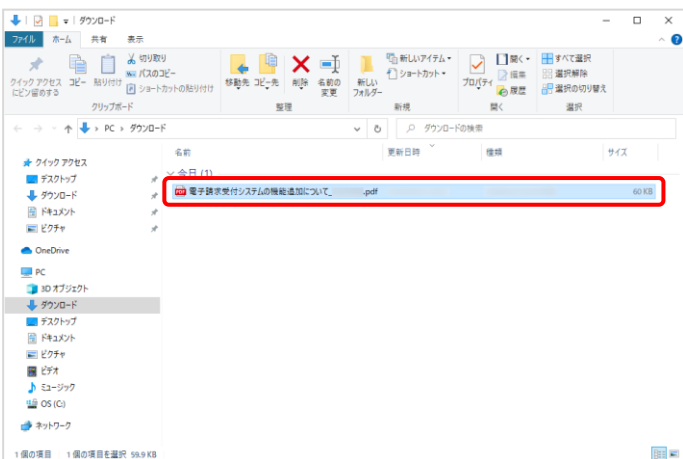 ダウンロード
ファイル ホーム 共有 表示
クイック アクセスにピン留めする コピー 貼り付け 切り取り パスのコピー ショートカットの貼り付け
移動先 コピー先 削除 名前の変更 新しいフォルダー 新しいアイテム ショートカット
プロパティ 開く 編集 履歴 すべて選択 選択解除 選択の切り替え
クリップボード 整理 新規 開く 選択
PC ダウンロード ダウンロードの検索
名前 更新日時 種類 サイズ
今日 (1)
電子請求受付システムの機能追加について_ .pdf 60 KB
クイック アクセス
デスクトップ
ダウンロード
ドキュメント
ピクチャ
OneDrive
PC
3D オブジェクト
ダウンロード
デスクトップ
ドキュメント
ピクチャ
ビデオ
ミュージック
OS (C:)
ネットワーク
1 個の項目 1 個の項目を選択 59.9 KB